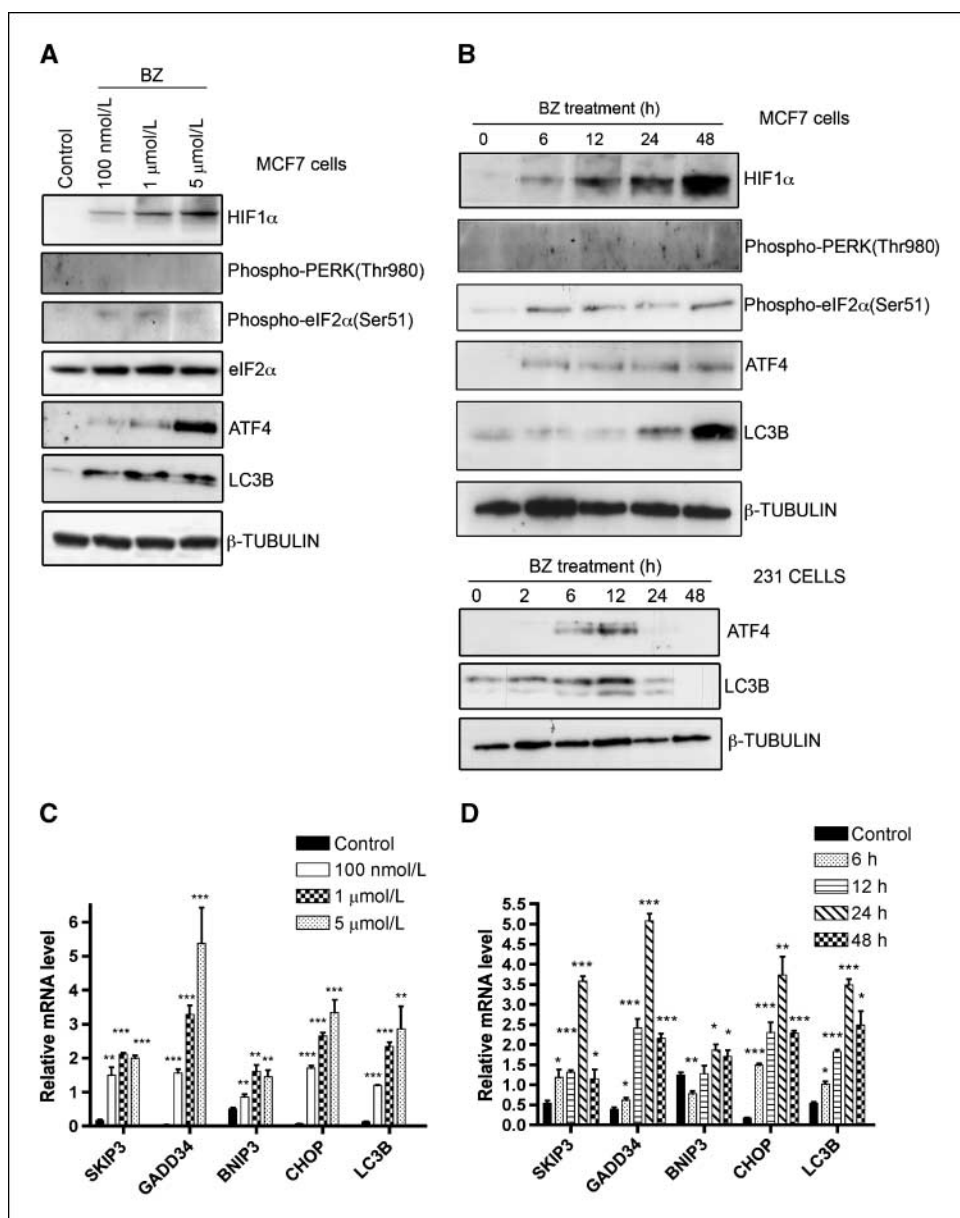 A
BZ
Control
100 nmol/L
1 μmol/L
5 μmol/L
MCF7 cells
HIF1α
Phospho-PERK(Thr980)
Phospho-eIF2α(Ser51)
eIF2α
ATF4
LC3B
β-TUBULIN
B
BZ treatment (h)
MCF7 cells
0 6 12 24 48
HIF1α
Phospho-PERK(Thr980)
Phospho-eIF2α(Ser51)
ATF4
LC3B
β-TUBULIN
BZ treatment (h)
231 CELLS
0 2 6 12 24 48
ATF4
LC3B
β-TUBULIN
C
Control
100 nmol/L
1 μmol/L
5 μmol/L
Relative mRNA level
6
5
4
3
2
1
0
** *** ***
*** *** ***
** ** **
*** *** ***
*** *** **
SKIP3 GADD34 BNIP3 CHOP LC3B
D
Control
6 h
12 h
24 h
48 h
Relative mRNA level
5.5
5.0
4.5
4.0
3.5
3.0
2.5
2.0
1.5
1.0
0.5
0.0
* *** *** *
* *** *** ***
** * *
*** *** ** ***
* *** *** *
SKIP3 GADD34 BNIP3 CHOP LC3B